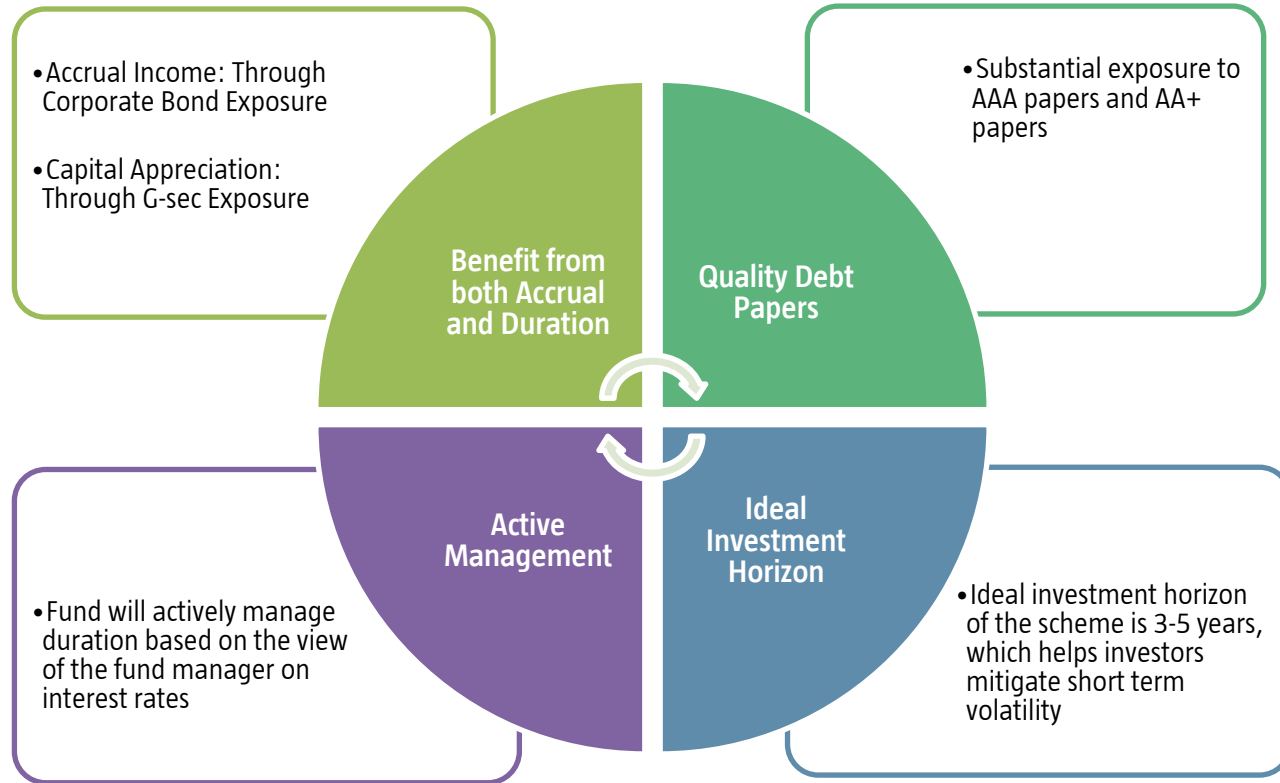 •Accrual Income: Through
Corporate Bond Exposure
•Capital Appreciation:
Through G-sec Exposure
•Substantial exposure to
AAA papers and AA+
papers
Benefit from
both Accrual
and Duration
Quality Debt
Papers
Active
Management
Ideal
Investment
Horizon
•Fund will actively manage
duration based on the view
of the fund manager on
interest rates
•Ideal investment horizon
of the scheme is 3-5 years,
which helps investors
mitigate short term
volatility